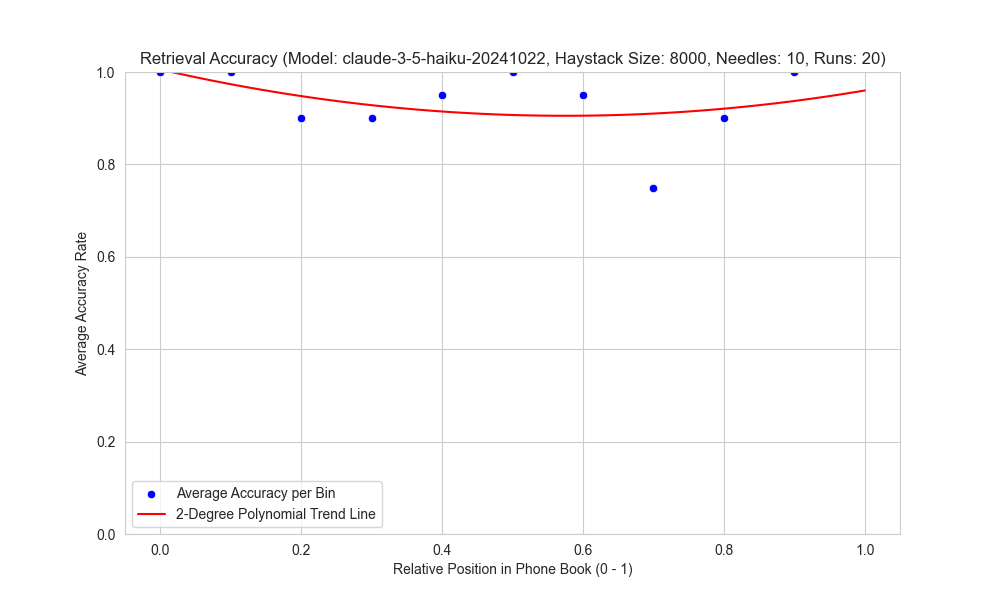 Retrieval Accuracy (Model: claude-3-5-haiku-20241022, Haystack Size: 8000, Needles: 10, Runs: 20)
1.0
0.8
0.6
0.4
0.2
0.0
Average Accuracy Rate
Average Accuracy per Bin
2-Degree Polynomial Trend Line
0.0 0.2 0.4 0.6 0.8 1.0
Relative Position in Phone Book (0 - 1)